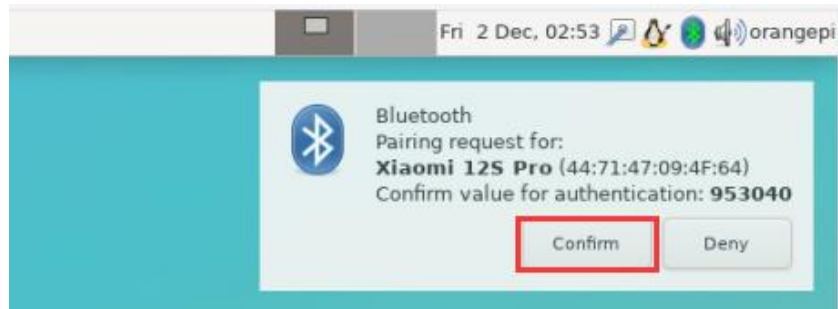 Fri 2 Dec, 02:53 orangepi
Bluetooth
Pairing request for:
Xiaomi 12S Pro (44:71:47:09:4F:64)
Confirm value for authentication: 953040
Confirm Deny